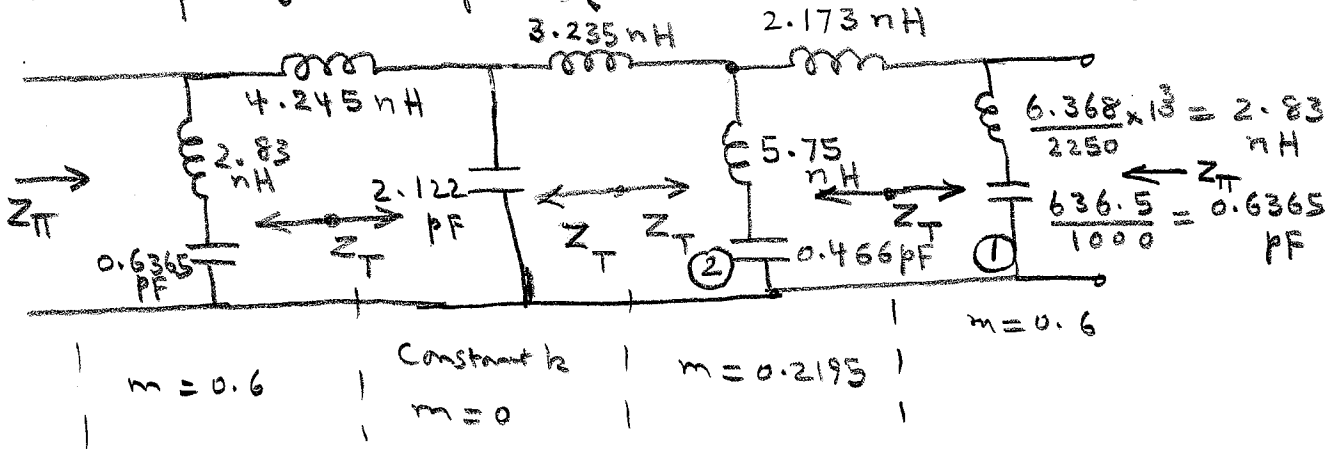 3.235 nH
2.173 nH
4.245 nH
2.83 nH
5.75 nH
6.368 × 10³ / 2250 = 2.83 nH
Z_π
2.122 pF
Z_T
Z_T
Z_T
Z_T
Z_π
0.6365 pF
②
0.466 pF
①
636.5 / 1000 = 0.6365 pF
m = 0.6
Constant k
m = 0
m = 0.2195
m = 0.6